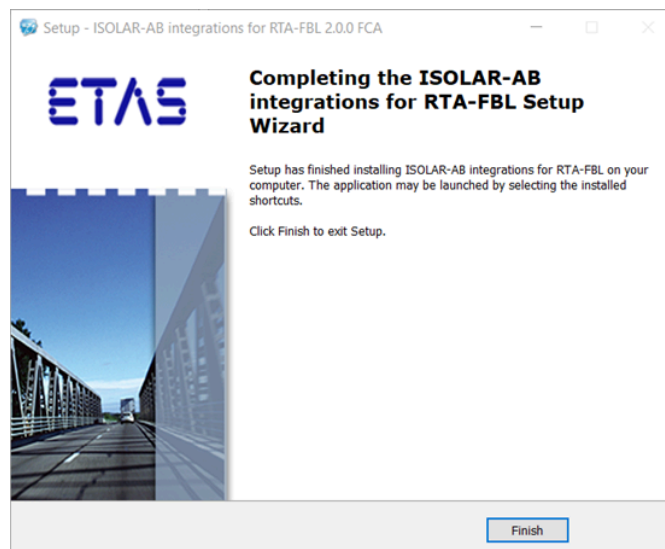 Setup - ISOLAR-AB integrations for RTA-FBL 2.0.0 FCA
ETAS
Completing the ISOLAR-AB
integrations for RTA-FBL Setup
Wizard
Setup has finished installing ISOLAR-AB integrations for RTA-FBL on your
computer. The application may be launched by selecting the installed
shortcuts.
Click Finish to exit Setup.
Finish